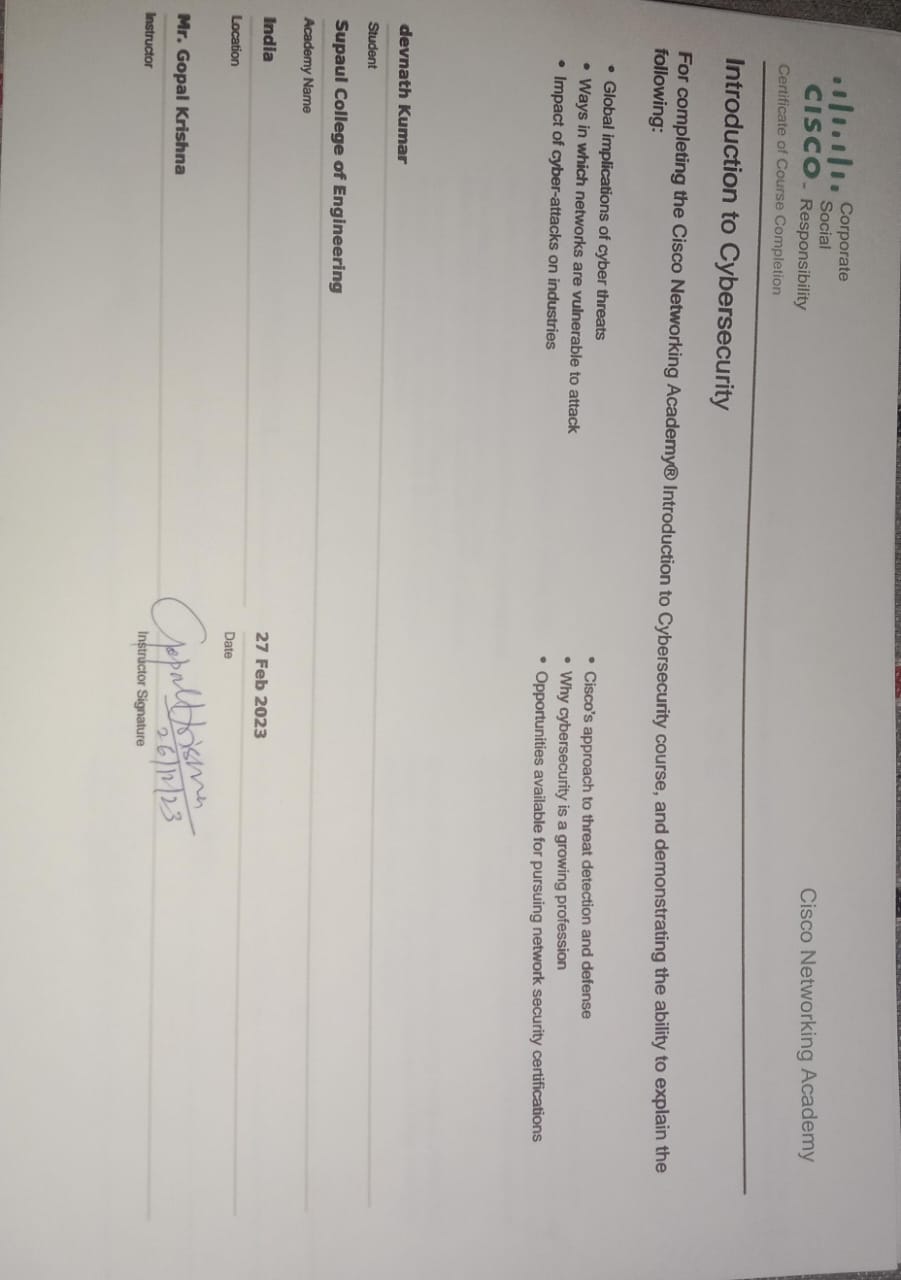 CISCO
Corporate
Social
Responsibility
Cisco Networking Academy
Certificate of Course Completion
Introduction to Cybersecurity
For completing the Cisco Networking Academy® Introduction to Cybersecurity course, and demonstrating the ability to explain the
following:
• Global implications of cyber threats
• Ways in which networks are vulnerable to attack
• Impact of cyber-attacks on industries
• Cisco's approach to threat detection and defense
• Why cybersecurity is a growing profession
• Opportunities available for pursuing network security certifications
devnath Kumar
Student
Supaul College of Engineering
Academy Name
India
Location
27 Feb 2023
Date
Mr. Gopal Krishna
Instructor
Gopal Krishna
26/12/23
Instructor Signature